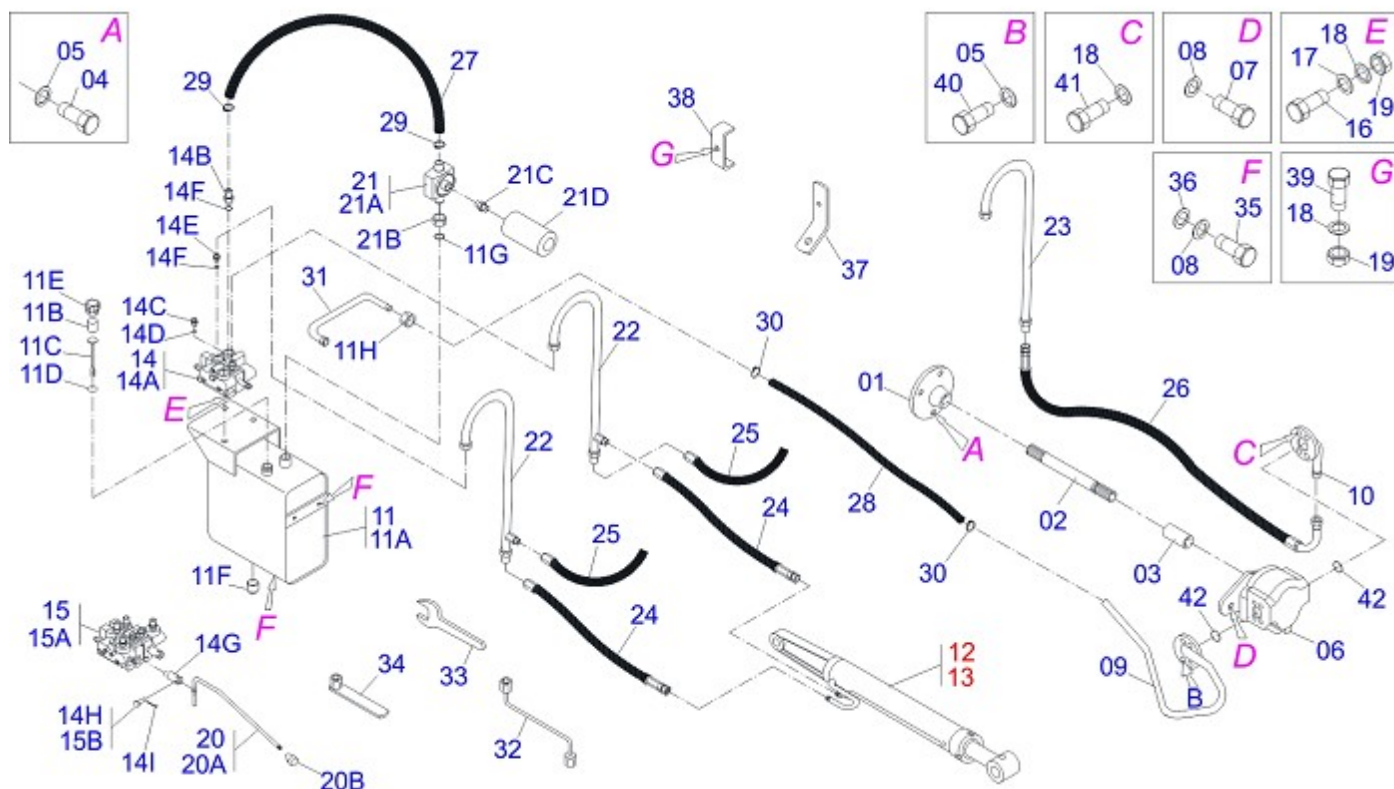 A
05
04
29
27
29
14B
14F
14E
14F
11E
11B
11C
11D
14C
14D
14
14A
E
21
21A
21C
21D
21B
11G
31
11H
38
G
37
B
05
40
C
18
41
D
08
07
E
18
17
19
16
F
36
35
08
G
39
18
19
22
30
23
01
A
26
C
10
22
25
28
02
F
11
11A
24
03
25
30
42
11F
F
15
15A
14G
24
42
D
06
33
34
12
13
09
B
14H
15B
14I
20
20A
20B
32